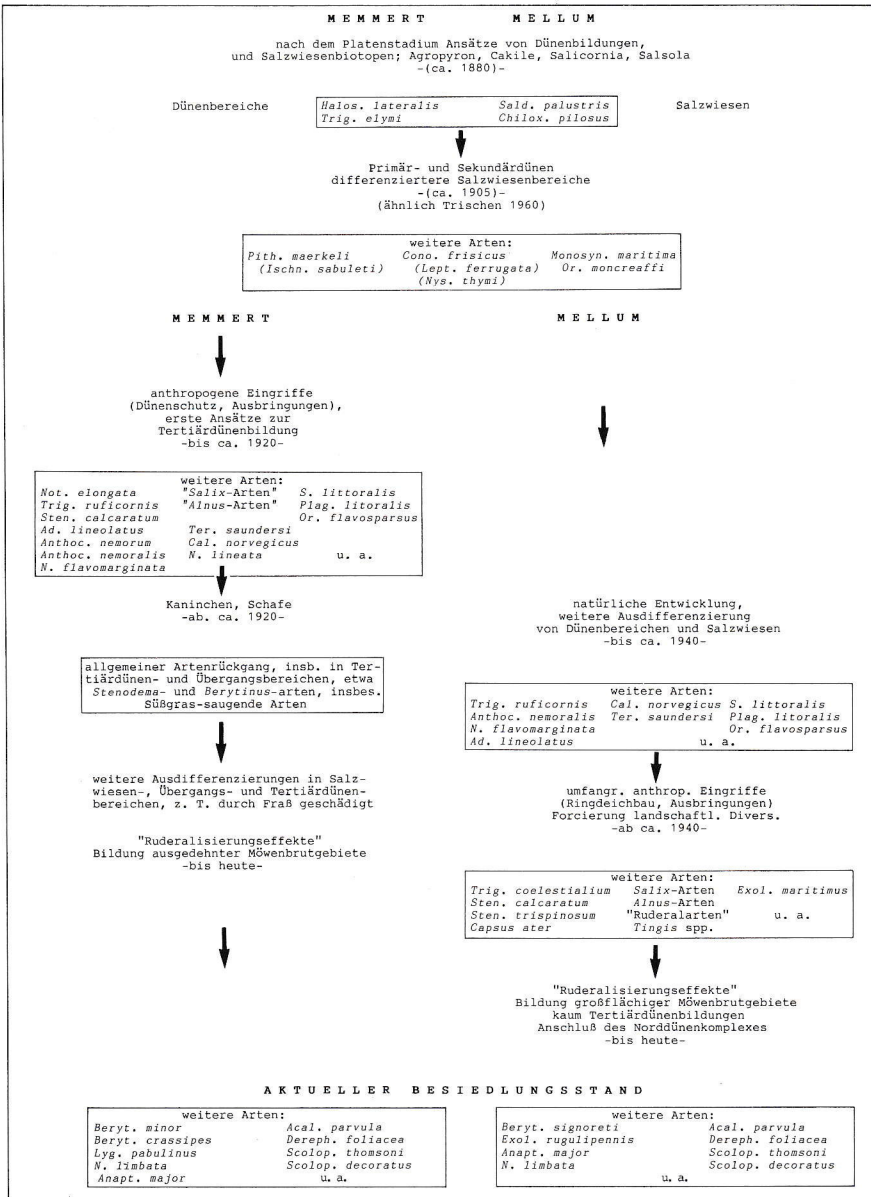 MEMMERT MELLUM
nach dem Platenstadium Ansätze von Dünenbildungen,
und Salzwiesenbiotopen; Agropyron, Cakile, Salicornia, Salsola
-(ca. 1880)-
Dünenbereiche
Halos. lateralis Sald. palustris
Trig. elymi Chilox. pilosus
Salzwiesen
Primär- und Sekundärdünen
differenziertere Salzwiesenbereiche
-(ca. 1905)-
(ähnlich Trischen 1960)
weitere Arten:
Pith. maerkeli Cono. frisicus Monosyn. maritima
(Ischn. sabuleti) (Lept. ferrugata) Or. moncreaffi
(Nys. thymi)
MEMMERT
anthropogene Eingriffe
(Dünenschutz, Ausbringungen),
erste Ansätze zur
Tertiärdünenbildung
-bis ca. 1920-
weitere Arten:
Not. elongata "Salix-Arten" S. littoralis
Trig. ruficornis "Alnus-Arten" Plag. litoralis
Sten. calcaratum Or. flavosparsus
Ad. lineolatus Ter. saundersi
Anthoc. nemorum Cal. norvegicus
Anthoc. nemoralis N. lineata u. a.
N. flavomarginata
Kaninchen, Schafe
-ab. ca. 1920-
allgemeiner Artenrückgang, insb. in Ter-
tiärdünen- und Übergangsbereichen, etwa
Stenodema- und Berytinus-arten, insbes.
Süßgras-saugende Arten
weitere Ausdifferenzierungen in Salz-
wiesen-, Übergangs- und Tertiärdünen-
bereichen, z. T. durch Fraß geschädigt
"Ruderalisierungseffekte"
Bildung ausgedehnter Möwenbrutgebiete
-bis heute-
MELLUM
natürliche Entwicklung,
weitere Ausdifferenzierung
von Dünenbereichen und Salzwiesen
-bis ca. 1940-
weitere Arten:
Trig. ruficornis Cal. norvegicus S. littoralis
Anthoc. nemoralis Ter. saundersi Plag. litoralis
N. flavomarginata Or. flavosparsus
Ad. lineolatus u. a.
umfangr. anthrop. Eingriffe
(Ringdeichbau, Ausbringungen)
Forcierung landschaftl. Divers.
-ab ca. 1940-
weitere Arten:
Trig. coelestialium Salix-Arten Exol. maritimus
Sten. calcaratum Alnus-Arten
Sten. trispinosum "Ruderalarten" u. a.
Capsus ater Tingis spp.
"Ruderalisierungseffekte"
Bildung großflächiger Möwenbrutgebiete
kaum Tertiärdünenbildungen
Anschluß des Norddünenkomplexes
-bis heute-
AKTUELLER BESIEDLUNGSSTAND
weitere Arten:
Beryt. minor Acal. parvula
Beryt. crassipes Dereph. foliacea
Lyg. pabulinus Scolop. thomsoni
N. limbata Scolop. decoratus
Anapt. major u. a.
weitere Arten:
Beryt. signoreti Acal. parvula
Exol. rugulipennis Dereph. foliacea
Anapt. major Scolop. thomsoni
N. limbata Scolop. decoratus
u. a.